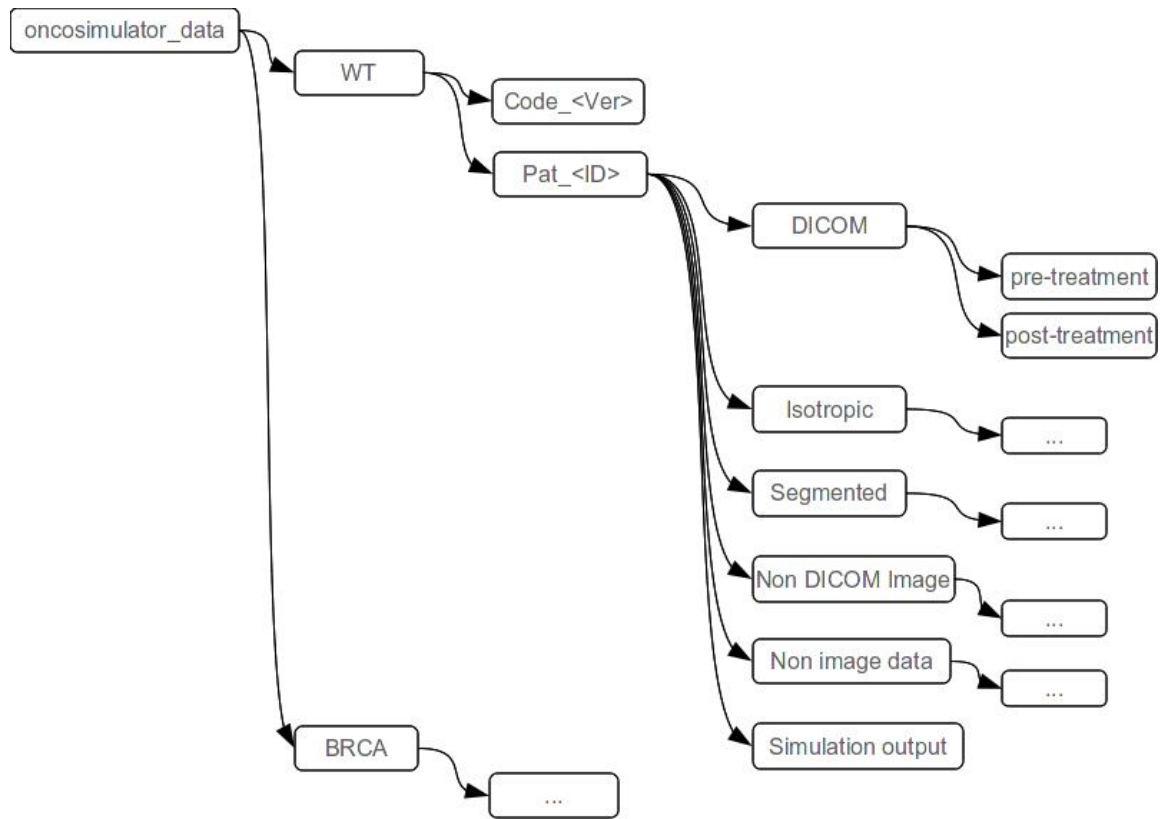 oncosimulator_data
WT
Code_<Ver>
Pat_<ID>
DICOM
pre-treatment
post-treatment
Isotropic
...
Segmented
...
Non DICOM Image
...
Non image data
...
Simulation output
BRCA
...